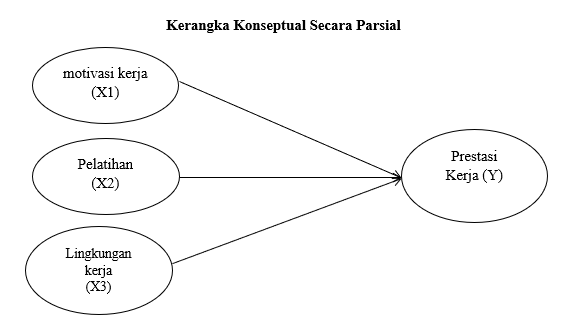 Kerangka Konseptual Secara Parsial
motivasi kerja
(X1)
Pelatihan
(X2)
Lingkungan
kerja
(X3)
Prestasi
Kerja (Y)